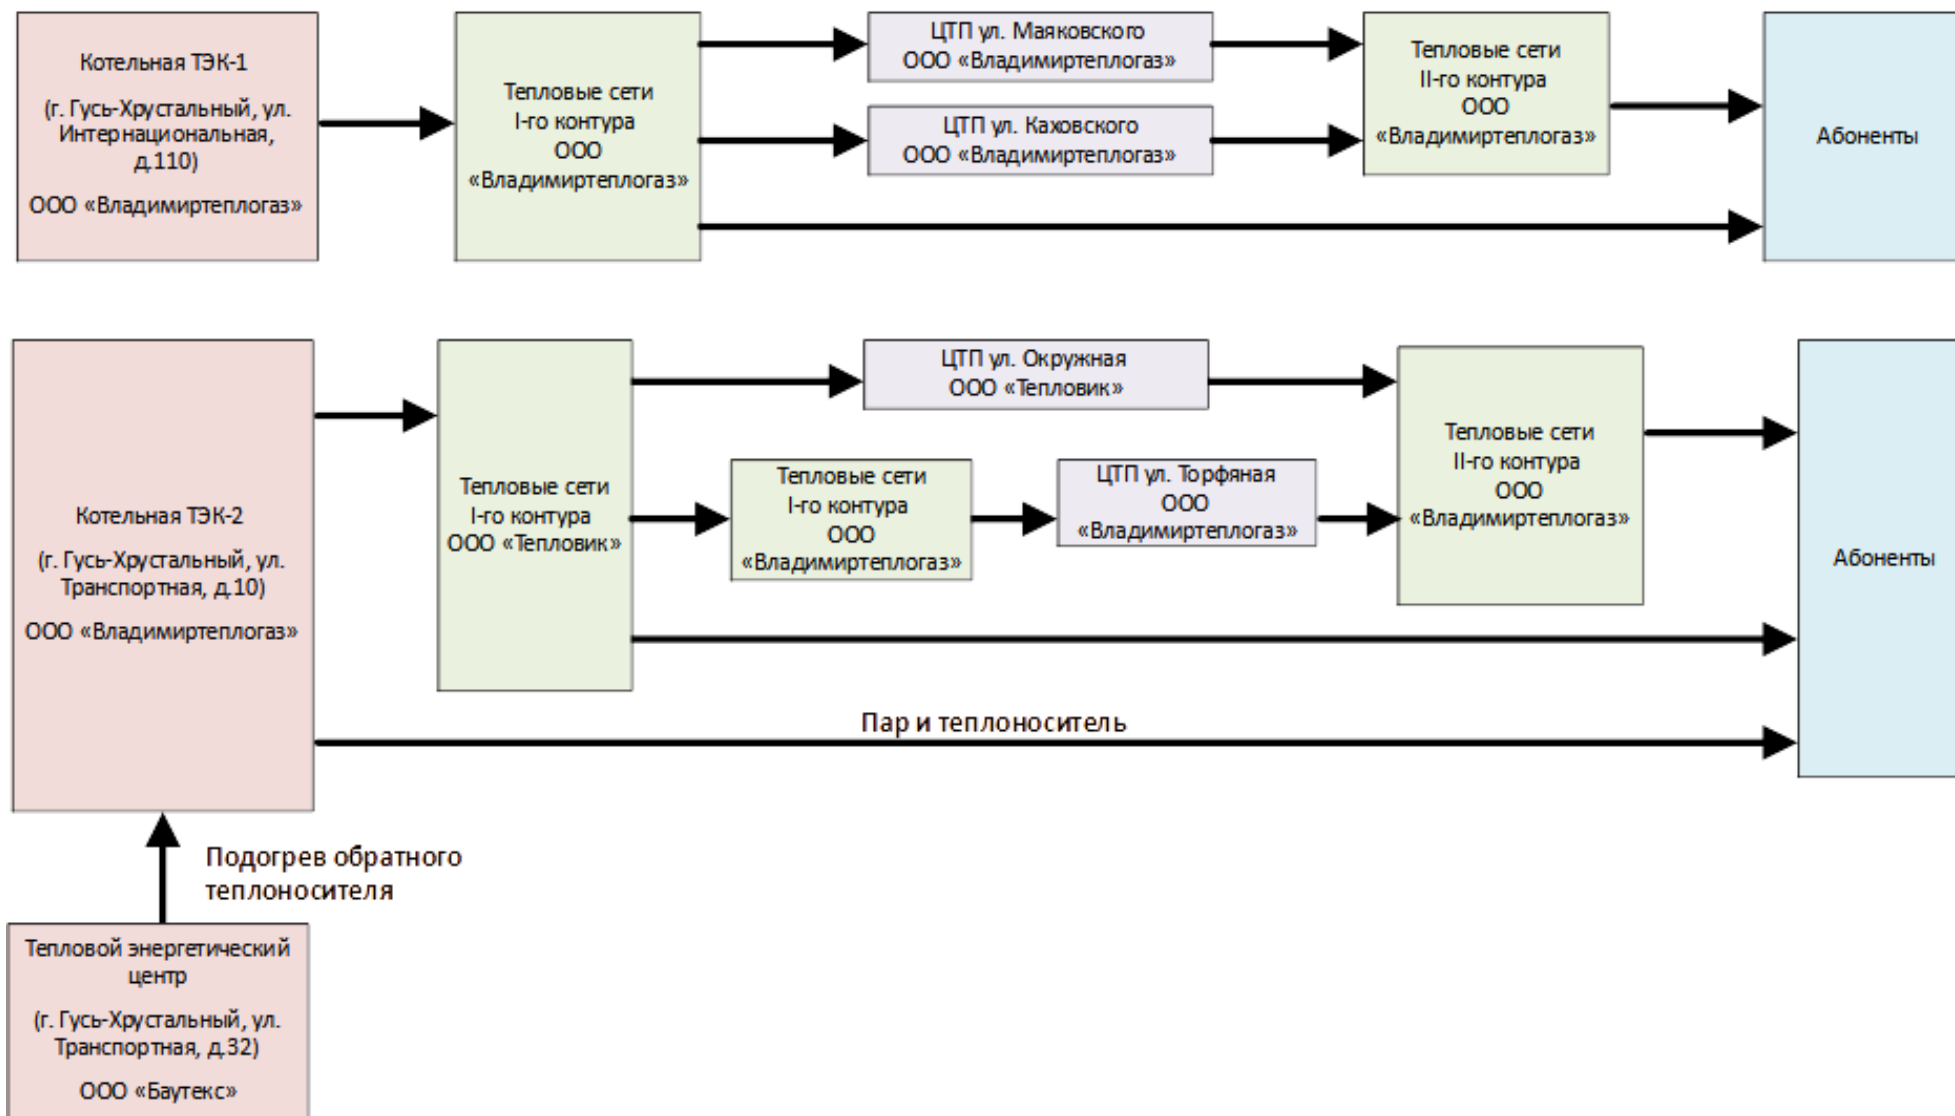 Котельная ТЭК-1
(г. Гусь-Хрустальный, ул.
Интернациональная,
д.110)
ООО «Владимиртеплогаз»
Тепловые сети
I-го контура
ООО
«Владимиртеплогаз»
ЦТП ул. Маяковского
ООО «Владимиртеплогаз»
ЦТП ул. Каховского
ООО «Владимиртеплогаз»
Тепловые сети
II-го контура
ООО
«Владимиртеплогаз»
Абоненты
Котельная ТЭК-2
(г. Гусь-Хрустальный, ул.
Транспортная, д.10)
ООО «Владимиртеплогаз»
Тепловые сети
I-го контура
ООО «Тепловик»
ЦТП ул. Окружная
ООО «Тепловик»
Тепловые сети
I-го контура
ООО
«Владимиртеплогаз»
ЦТП ул. Торфяная
ООО
«Владимиртеплогаз»
Тепловые сети
II-го контура
ООО
«Владимиртеплогаз»
Абоненты
Пар и теплоноситель
Подогрев обратного
теплоносителя
Тепловой энергетический
центр
(г. Гусь-Хрустальный, ул.
Транспортная, д.32)
ООО «Баутекс»